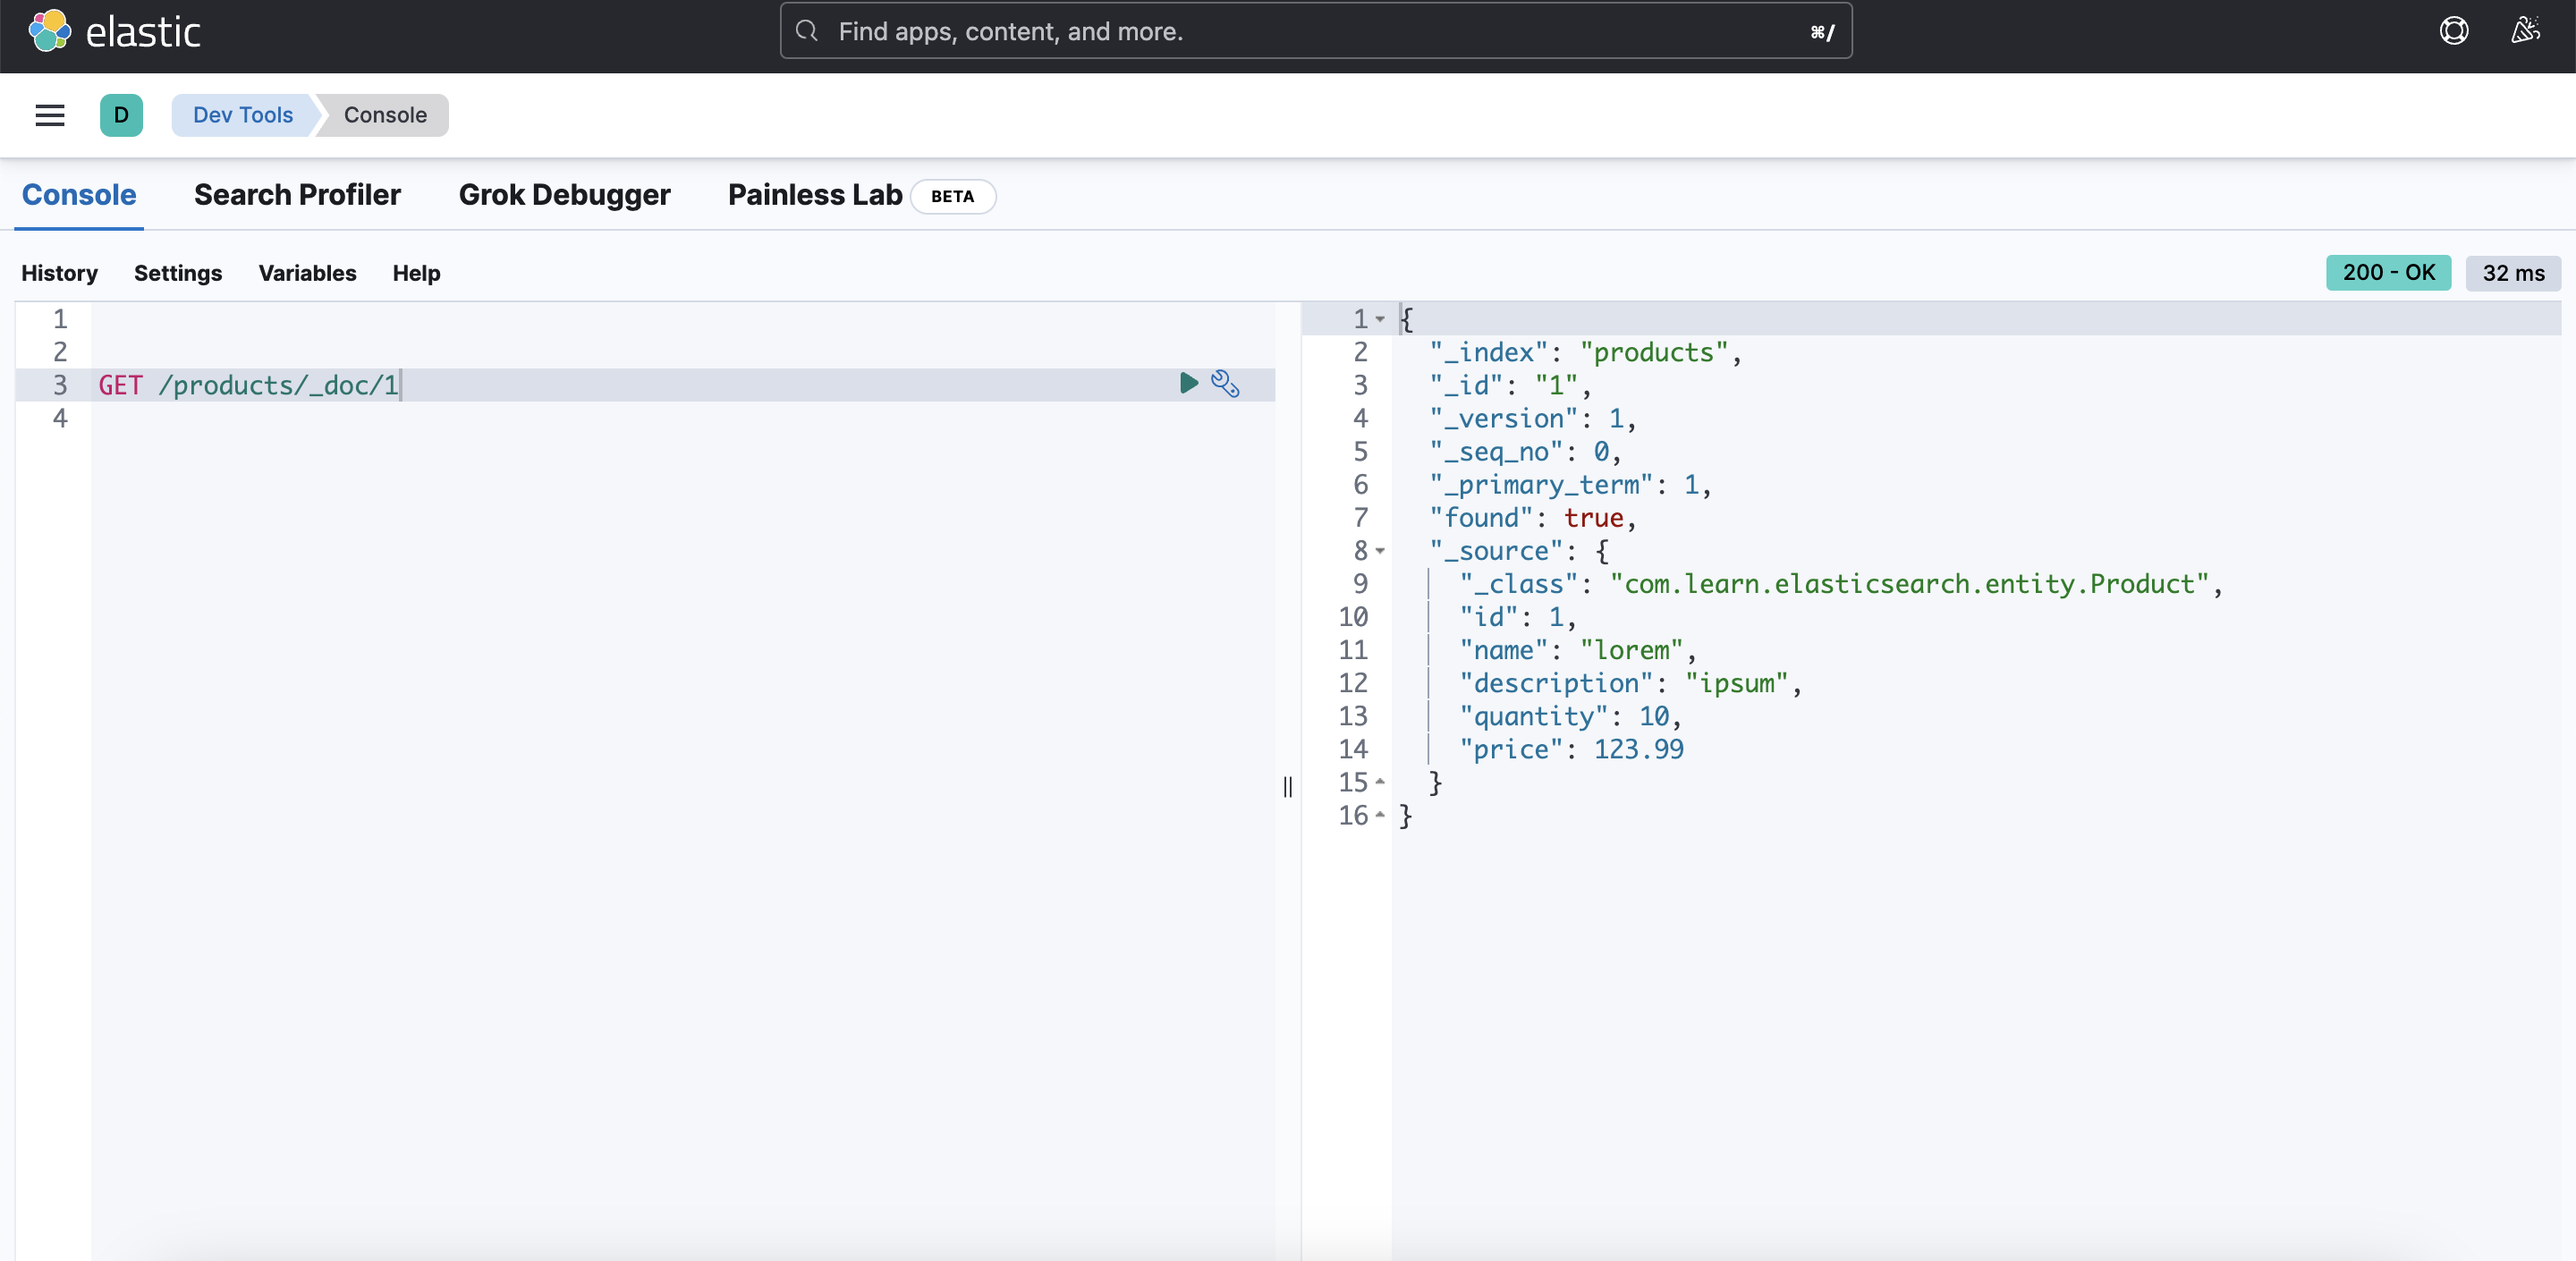 elastic
Find apps, content, and more.
⌘/
D
Dev Tools
Console
Console
Search Profiler
Grok Debugger
Painless Lab
BETA
History
Settings
Variables
Help
200 - OK
32 ms
1
2
3 GET /products/_doc/1
4
1 {
2 "_index": "products",
3 "_id": "1",
4 "_version": 1,
5 "_seq_no": 0,
6 "_primary_term": 1,
7 "found": true,
8 "_source": {
9 "_class": "com.learn.elasticsearch.entity.Product",
10 "id": 1,
11 "name": "lorem",
12 "description": "ipsum",
13 "quantity": 10,
14 "price": 123.99
15 }
16 }